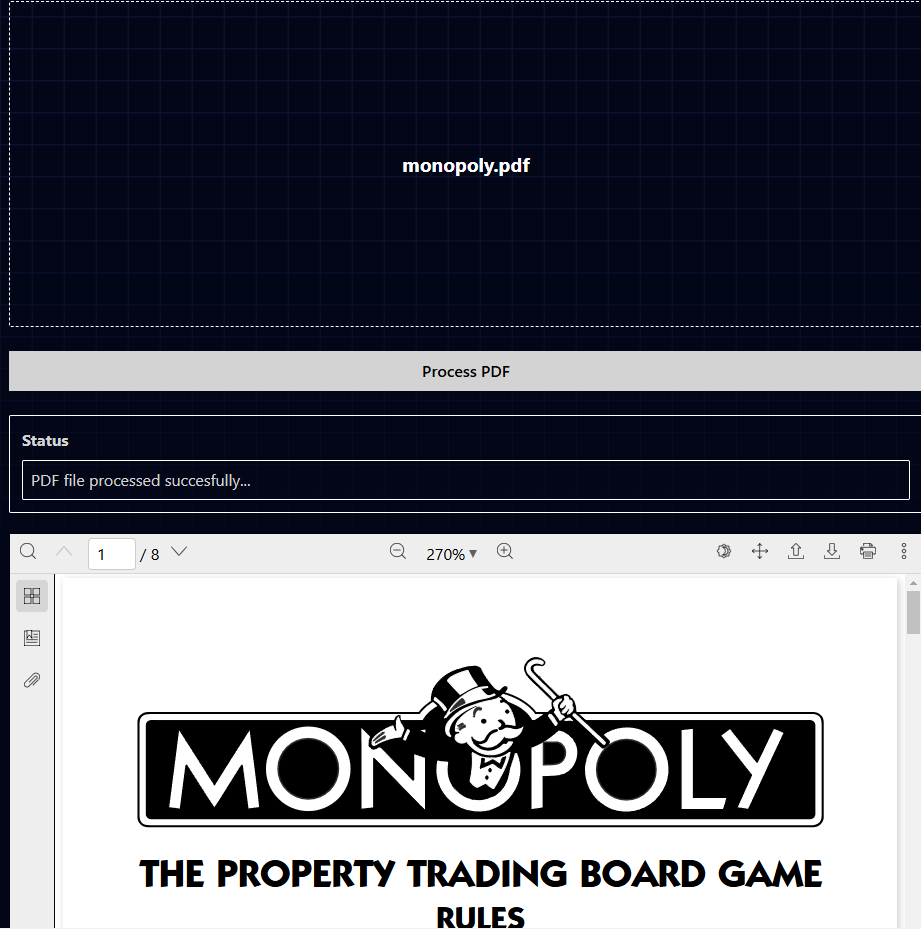 monopoly.pdf
Process PDF
Status
PDF file processed succesfully...
1 / 8 270%
MONOPOLY
THE PROPERTY TRADING BOARD GAME
RULES